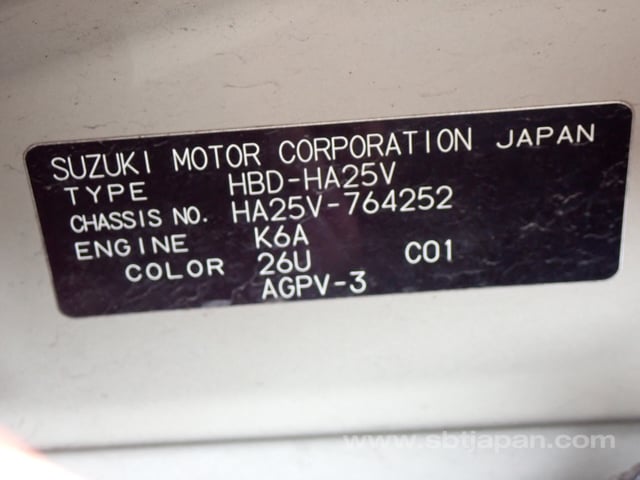 SUZUKI MOTOR CORPORATION JAPAN
TYPE HBD-HA25V
CHASSIS NO. HA25V-764252
ENGINE K6A
COLOR 26U C01
AGPV-3
www.sbtjapan.com